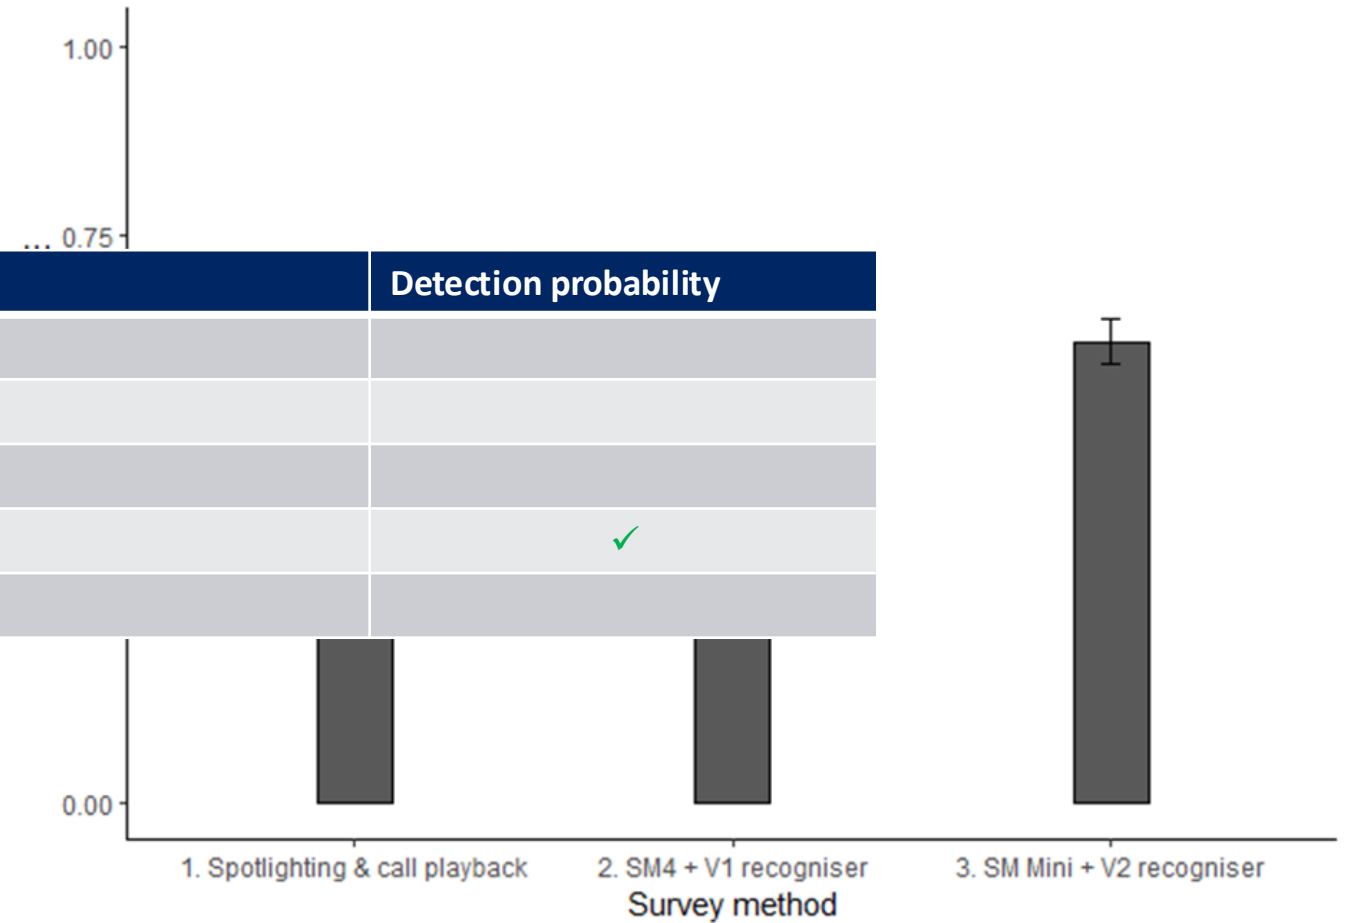 1.00
... 0.75
Detection probability
✓
0.00
1. Spotlighting & call playback
2. SM4 + V1 recogniser
3. SM Mini + V2 recogniser
Survey method